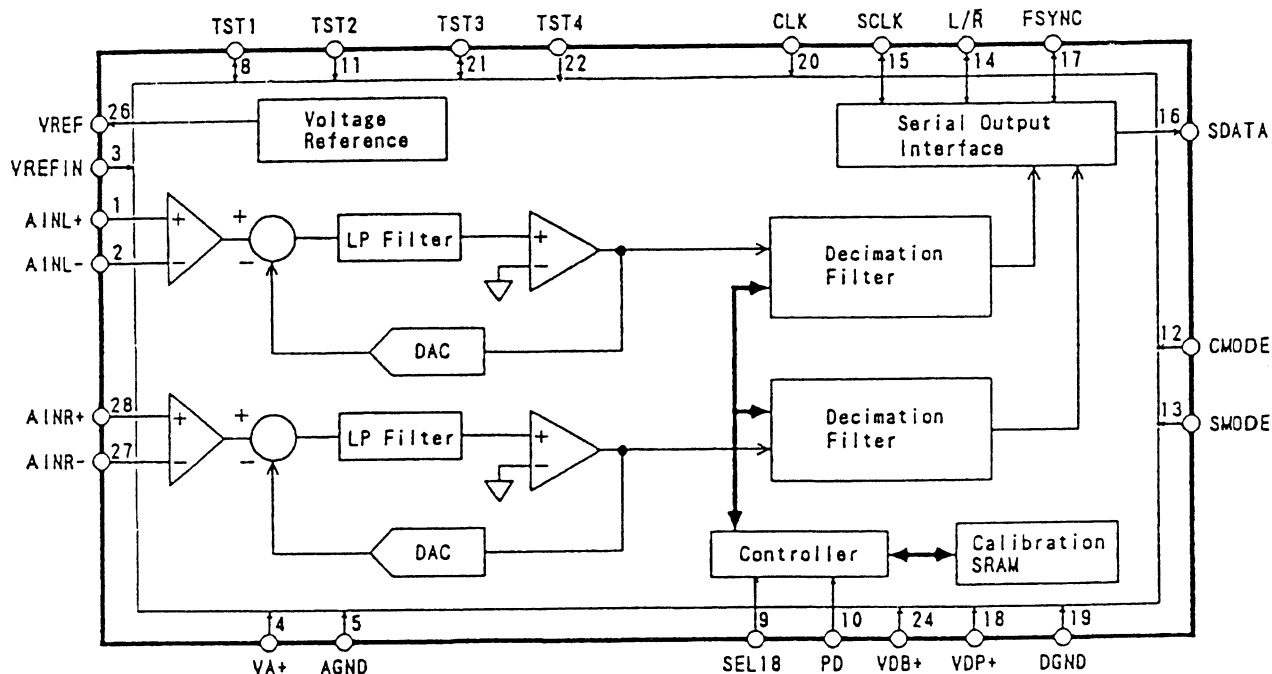 TST1 TST2 TST3 TST4 CLK SCLK L/R̄ FSYNC
8 11 21 22 20 15 14 17
VREF 26
Voltage
Reference
Serial Output
Interface
16 SDATA
VREFIN 3
AINL+ 1
AINL- 2
+
−
+
−
LP Filter
+
−
Decimation
Filter
DAC
12 CMODE
13 SMODE
AINR+ 28
AINR- 27
+
−
+
−
LP Filter
+
−
Decimation
Filter
DAC
Controller
Calibration
SRAM
4 5 9 10 24 18 19
VA+ AGND SEL18 PD VDB+ VDP+ DGND